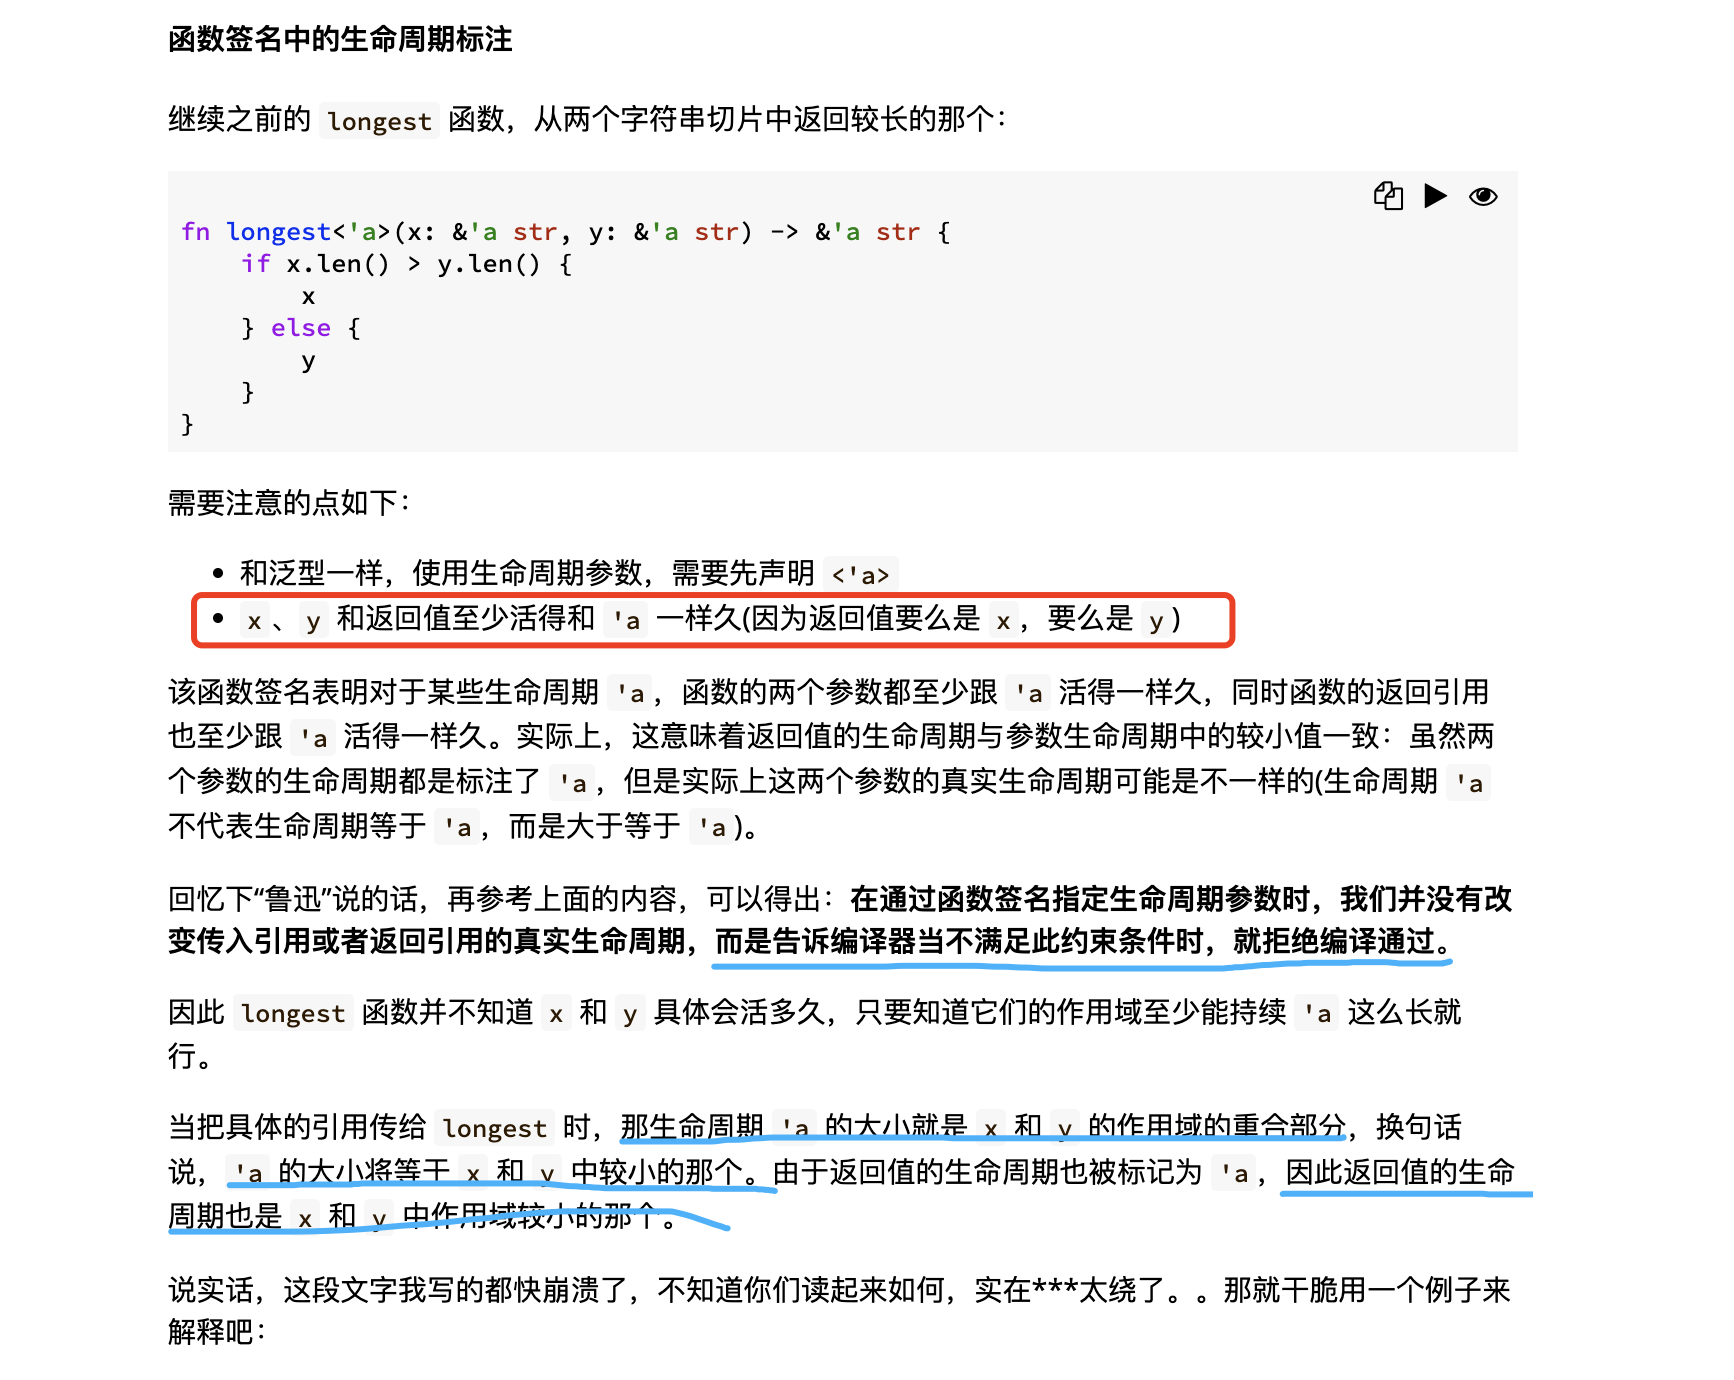 函数签名中的生命周期标注
继续之前的 longest 函数，从两个字符串切片中返回较长的那个：
fn longest<'a>(x: &'a str, y: &'a str) -> &'a str {
    if x.len() > y.len() {
        x
    } else {
        y
    }
}
需要注意的点如下：
• 和泛型一样，使用生命周期参数，需要先声明 <'a>
• x 、 y 和返回值至少活得和 'a 一样久(因为返回值要么是 x ，要么是 y )
该函数签名表明对于某些生命周期 'a ，函数的两个参数都至少跟 'a 活得一样久，同时函数的返回引用
也至少跟 'a 活得一样久。实际上，这意味着返回值的生命周期与参数生命周期中的较小值一致：虽然两
个参数的生命周期都是标注了 'a ，但是实际上这两个参数的真实生命周期可能是不一样的(生命周期 'a
不代表生命周期等于 'a ，而是大于等于 'a )。
回忆下“鲁迅”说的话，再参考上面的内容，可以得出：在通过函数签名指定生命周期参数时，我们并没有改
变传入引用或者返回引用的真实生命周期，而是告诉编译器当不满足此约束条件时，就拒绝编译通过。
因此 longest 函数并不知道 x 和 y 具体会活多久，只要知道它们的作用域至少能持续 'a 这么长就
行。
当把具体的引用传给 longest 时，那生命周期 'a 的大小就是 x 和 y 的作用域的重合部分，换句话
说， 'a 的大小将等于 x 和 y 中较小的那个。由于返回值的生命周期也被标记为 'a ，因此返回值的生命
周期也是 x 和 y 中作用域较小的那个。
说实话，这段文字我写的都快崩溃了，不知道你们读起来如何，实在***太绕了。。那就干脆用一个例子来
解释吧：